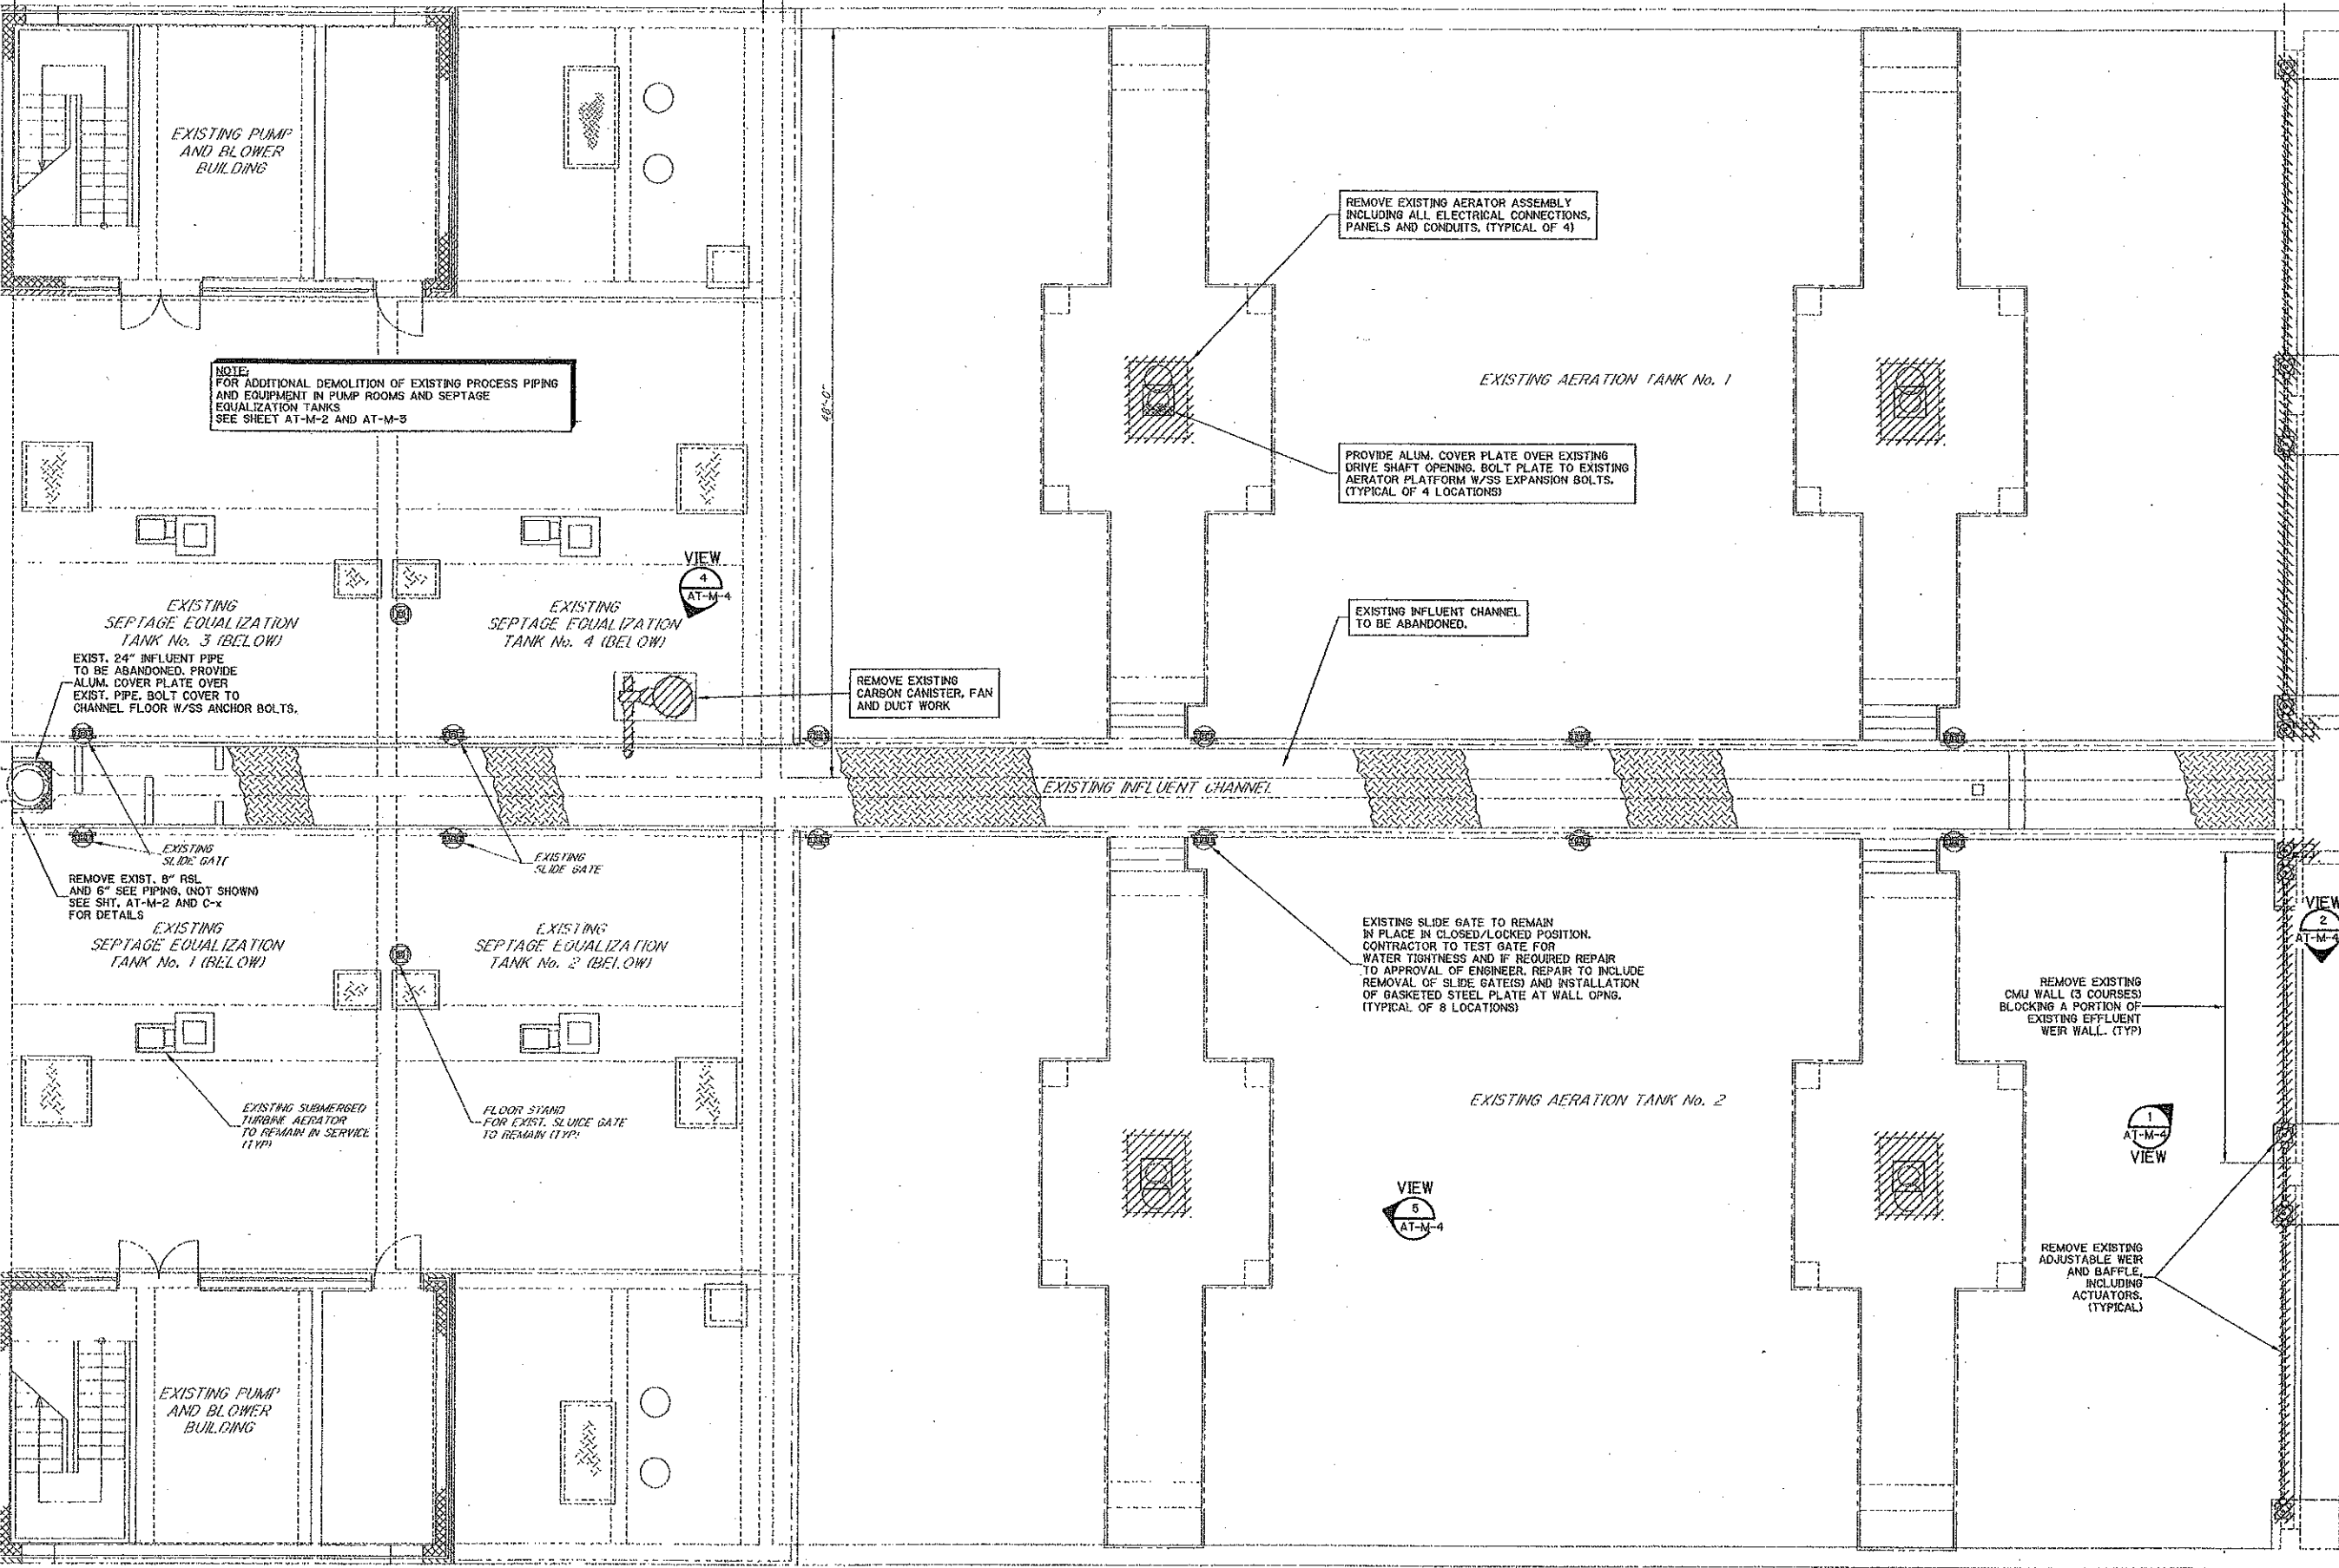 EXISTING PUMP
AND BLOWER
BUILDING
REMOVE EXISTING AERATOR ASSEMBLY
INCLUDING ALL ELECTRICAL CONNECTIONS,
PANELS AND CONDUITS. (TYPICAL OF 4)
NOTE:
FOR ADDITIONAL DEMOLITION OF EXISTING PROCESS PIPING
AND EQUIPMENT IN PUMP ROOMS AND SEPTAGE
EQUALIZATION TANKS
SEE SHEET AT-M-2 AND AT-M-3
48'-0"
EXISTING AERATION TANK No. 1
PROVIDE ALUM. COVER PLATE OVER EXISTING
DRIVE SHAFT OPENING. BOLT PLATE TO EXISTING
AERATOR PLATFORM W/SS EXPANSION BOLTS.
(TYPICAL OF 4 LOCATIONS)
VIEW
4
AT-M-4
EXISTING
SEPTAGE EQUALIZATION
TANK No. 3 (BELOW)
EXISTING
SEPTAGE EQUALIZATION
TANK No. 4 (BELOW)
EXISTING INFLUENT CHANNEL
TO BE ABANDONED.
EXIST. 24" INFLUENT PIPE
TO BE ABANDONED. PROVIDE
ALUM. COVER PLATE OVER
EXIST. PIPE. BOLT COVER TO
CHANNEL FLOOR W/SS ANCHOR BOLTS.
REMOVE EXISTING
CARBON CANISTER, FAN
AND DUCT WORK
EXISTING INFLUENT CHANNEL
EXISTING
SLIDE GATE
EXISTING
SLIDE GATE
REMOVE EXIST. 8" RSL
AND 6" SEE PIPING. (NOT SHOWN)
SEE SHT. AT-M-2 AND C-x
FOR DETAILS
EXISTING
SEPTAGE EQUALIZATION
TANK No. 1 (BELOW)
EXISTING
SEPTAGE EQUALIZATION
TANK No. 2 (BELOW)
EXISTING SLIDE GATE TO REMAIN
IN PLACE IN CLOSED/LOCKED POSITION.
CONTRACTOR TO TEST GATE FOR
WATER TIGHTNESS AND IF REQUIRED REPAIR
TO APPROVAL OF ENGINEER. REPAIR TO INCLUDE
REMOVAL OF SLIDE GATE(S) AND INSTALLATION
OF GASKETED STEEL PLATE AT WALL OPNG.
(TYPICAL OF 8 LOCATIONS)
VIEW
2
AT-M-4
REMOVE EXISTING
CMU WALL (3 COURSES)
BLOCKING A PORTION OF
EXISTING EFFLUENT
WEIR WALL. (TYP)
EXISTING SUBMERGED
TURBINE AERATOR
TO REMAIN IN SERVICE
(TYP)
FLOOR STAND
FOR EXIST. SLUICE GATE
TO REMAIN (TYP)
EXISTING AERATION TANK No. 2
1
AT-M-4
VIEW
VIEW
5
AT-M-4
REMOVE EXISTING
ADJUSTABLE WEIR
AND BAFFLE,
INCLUDING
ACTUATORS.
(TYPICAL)
EXISTING PUMP
AND BLOWER
BUILDING